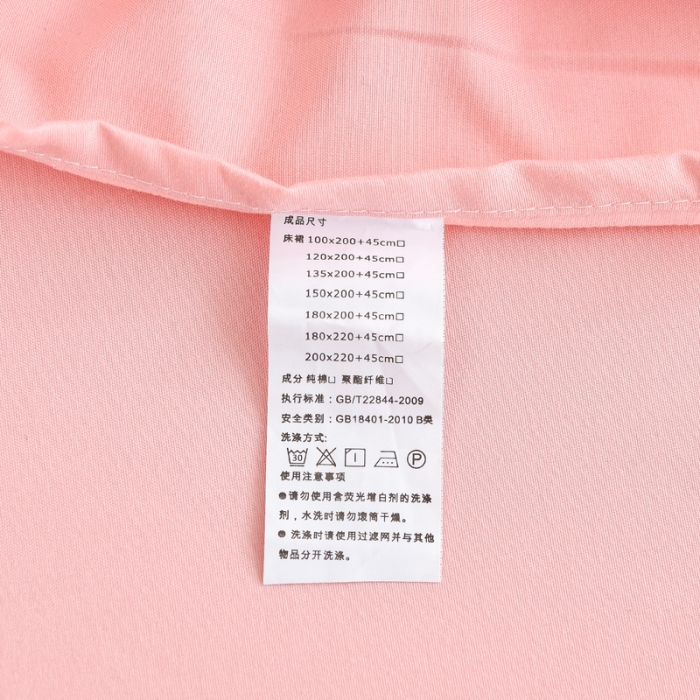 成品尺寸
床裙 100x200+45cm□
120x200+45cm□
135x200+45cm□
150x200+45cm□
180x200+45cm□
180x220+45cm□
200x220+45cm□
成分 纯棉□ 聚酯纤维□
执行标准：GB/T22844-2009
安全类别：GB18401-2010 B类
洗涤方式:
30 P
使用注意事项
●请勿使用含荧光增白剂的洗涤
剂，水洗时请勿滚筒干燥。
● 洗涤时请使用过滤网并与其他
物品分开洗涤。